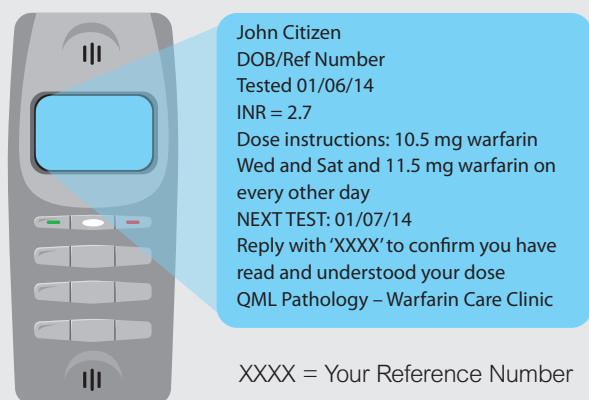 John Citizen
DOB/Ref Number
Tested 01/06/14
INR = 2.7
Dose instructions: 10.5 mg warfarin
Wed and Sat and 11.5 mg warfarin on
every other day
NEXT TEST: 01/07/14
Reply with ‘XXXX’ to confirm you have
read and understood your dose
QML Pathology – Warfarin Care Clinic
XXXX = Your Reference Number